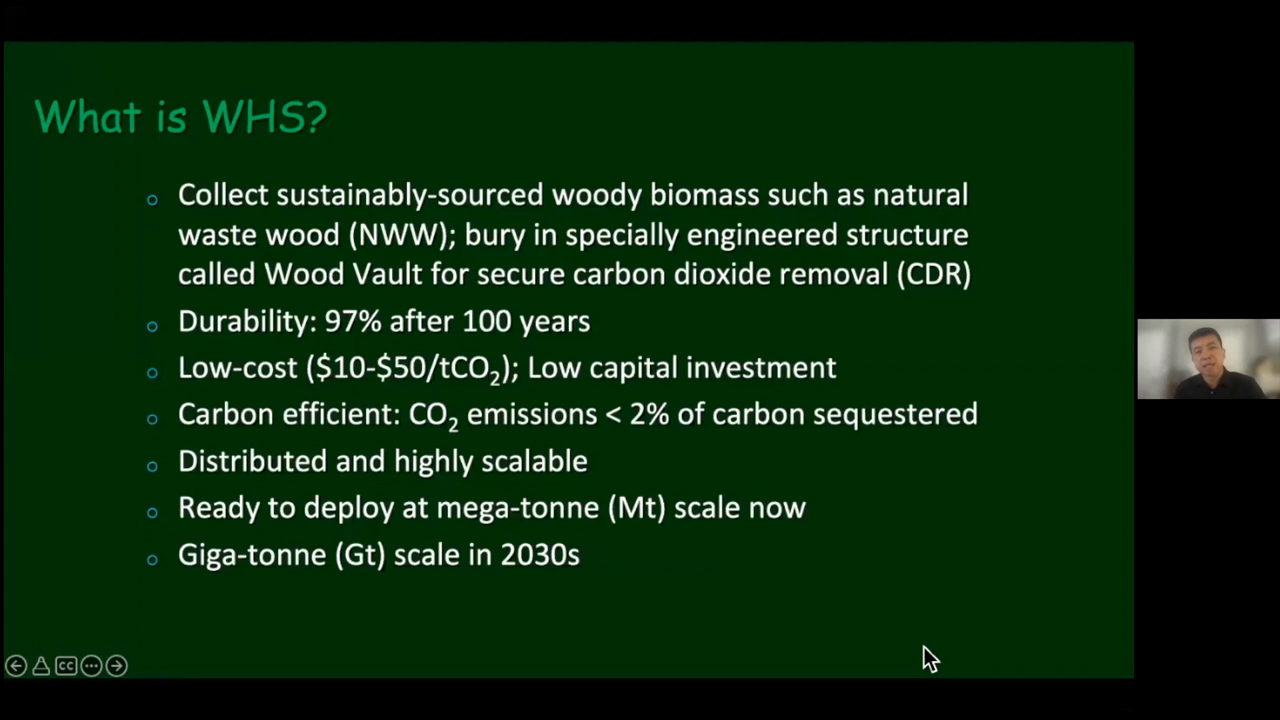 What is WHS?
Collect sustainably-sourced woody biomass such as natural
waste wood (NWW); bury in specially engineered structure
called Wood Vault for secure carbon dioxide removal (CDR)
Durability: 97% after 100 years
Low-cost ($10-$50/tCO₂); Low capital investment
Carbon efficient: CO₂ emissions < 2% of carbon sequestered
Distributed and highly scalable
Ready to deploy at mega-tonne (Mt) scale now
Giga-tonne (Gt) scale in 2030s
CC